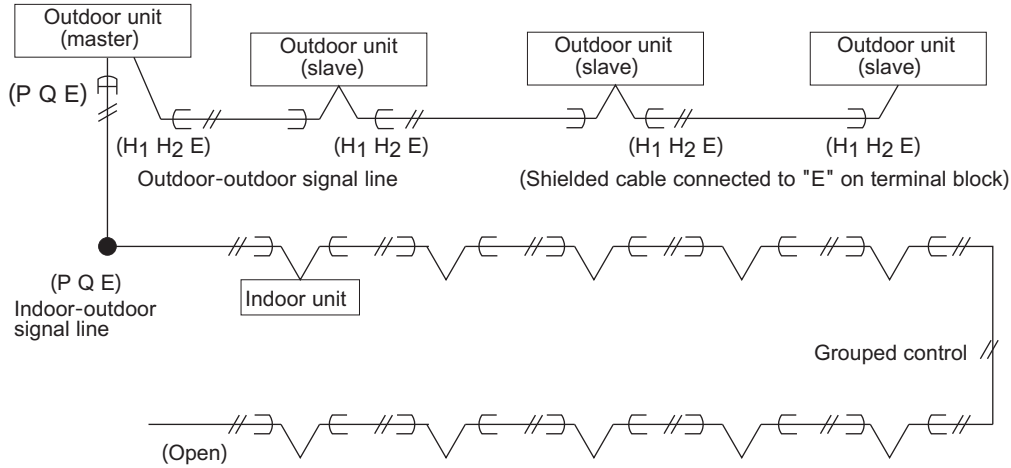 Outdoor unit
(master)
Outdoor unit
(slave)
Outdoor unit
(slave)
Outdoor unit
(slave)
(P Q E)
(H1 H2 E)
(H1 H2 E)
(H1 H2 E)
(H1 H2 E)
Outdoor-outdoor signal line
(Shielded cable connected to "E" on terminal block)
(P Q E)
Indoor-outdoor
signal line
Indoor unit
Grouped control
(Open)